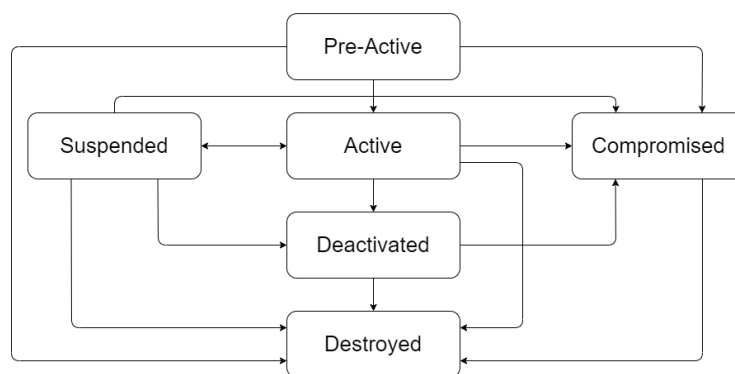 Pre-Active
Suspended
Active
Compromised
Deactivated
Destroyed